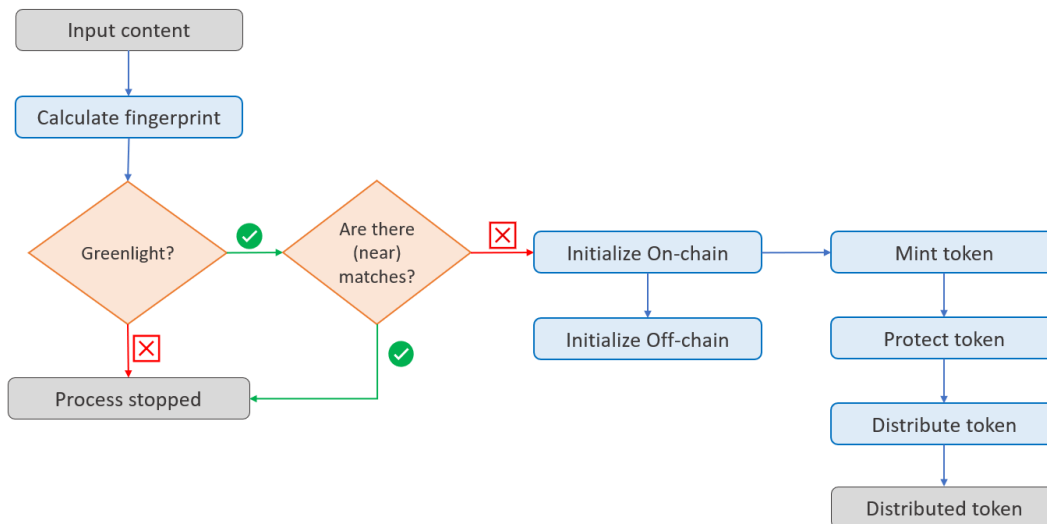 Input content
Calculate fingerprint
Greenlight?
Are there
(near)
matches?
Initialize On-chain
Mint token
Initialize Off-chain
Protect token
Process stopped
Distribute token
Distributed token